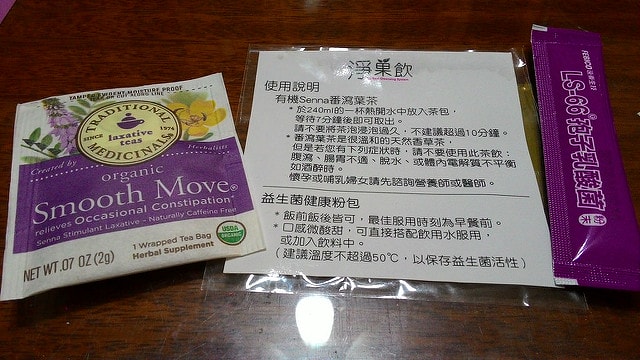 TAMPER EVIDENT MOISTURE PROOF
TRADITIONAL
SINCE laxative teas 1974
MEDICINALS
Created by Herbalists
organic
Smooth Move®
relieves Occasional Constipation*
Senna Stimulant Laxative - Naturally Caffeine Free
1 Wrapped Tea Bag
Herbal Supplement
USDA
ORGANIC
NET WT .07 OZ (2g)
淨巢飲
使用說明
有機Senna番瀉葉茶
*於240ml的一杯熱開水中放入茶包，
等待7分鐘後即可取出。
請不要將茶泡浸泡過久，不建議超過10分鐘。
*番瀉葉茶是很溫和的天然香草茶，
但是若您有下列症狀時，請不要使用此茶飲：
腹瀉、腸胃不適、脫水、或體內電解質不平衡
如酒醉時。
懷孕或哺乳婦女請先諮詢營養師或醫師。
益生菌健康粉包
*飯前飯後皆可，最佳服用時刻為早餐前。
*口感微酸甜，可直接搭配飲用水服用，
或加入飲料中。
（建議溫度不超過50℃，以保存益生菌活性）
LS-66 孢子乳酸菌 粉末